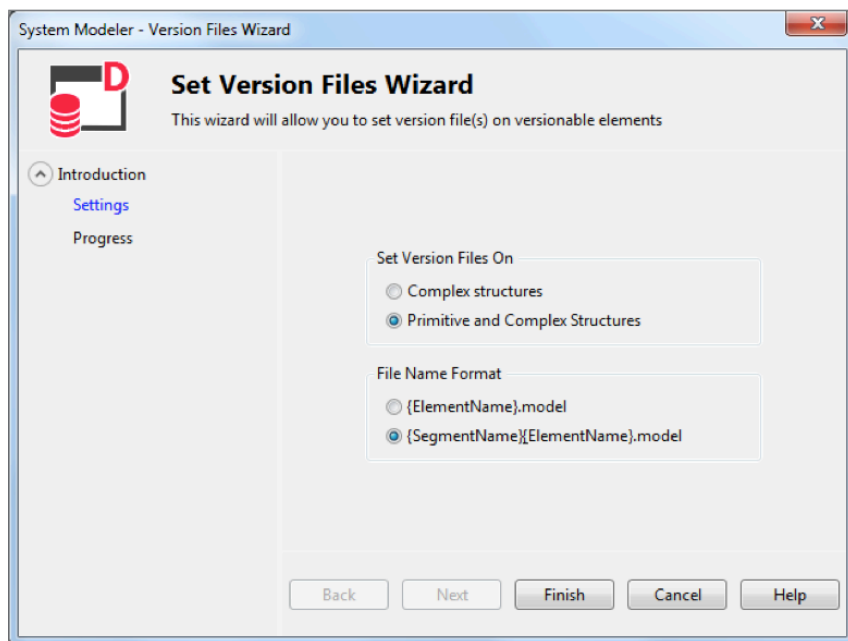 System Modeler - Version Files Wizard
X
D
Set Version Files Wizard
This wizard will allow you to set version file(s) on versionable elements
Introduction
Settings
Progress
Set Version Files On
Complex structures
Primitive and Complex Structures
File Name Format
{ElementName}.model
{SegmentName}{ElementName}.model
Back Next Finish Cancel Help